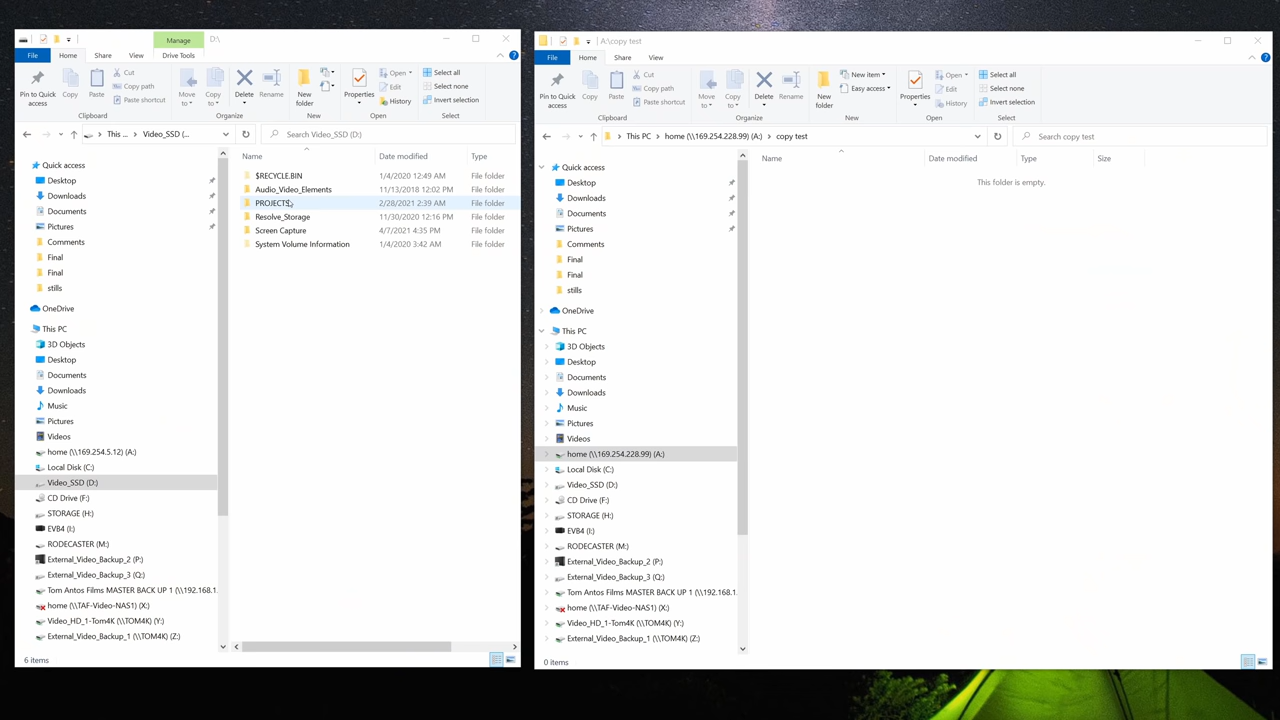 Manage
D:\
File
Home
Share
View
Drive Tools
Pin to Quick access
Copy
Paste
Cut
Copy path
Paste shortcut
Move to
Copy to
Delete
Rename
New folder
Properties
Open
Edit
History
Select all
Select none
Invert selection
Clipboard
Organize
New
Open
Select
This ...
Video_SSD (...
Search Video_SSD (D:)
Name
Date modified
Type
$RECYCLE.BIN 1/4/2020 12:49 AM File folder
Audio_Video_Elements 11/13/2018 12:02 PM File folder
PROJECTS 2/28/2021 2:39 AM File folder
Resolve_Storage 11/30/2020 12:16 PM File folder
Screen Capture 4/7/2021 4:35 PM File folder
System Volume Information 1/4/2020 3:42 AM File folder
Quick access
Desktop
Downloads
Documents
Pictures
Comments
Final
Final
stills
OneDrive
This PC
3D Objects
Desktop
Documents
Downloads
Music
Pictures
Videos
home (\\169.254.5.12) (A:)
Local Disk (C:)
Video_SSD (D:)
CD Drive (F:)
STORAGE (H:)
EVB4 (I:)
RODECASTER (M:)
External_Video_Backup_2 (P:)
External_Video_Backup_3 (Q:)
Tom Antos Films MASTER BACK UP 1 (\\192.168.1.
home (\\TAF-Video-NAS1) (X:)
Video_HD_1-Tom4K (\\TOM4K) (Y:)
External_Video_Backup_1 (\\TOM4K) (Z:)
6 items
A:\copy test
File
Home
Share
View
Pin to Quick access
Copy
Paste
Cut
Copy path
Paste shortcut
Move to
Copy to
Delete
Rename
New folder
New item
Easy access
Properties
Open
Edit
History
Select all
Select none
Invert selection
Clipboard
Organize
New
Open
Select
This PC
home (\\169.254.228.99) (A:)
copy test
Search copy test
Name
Date modified
Type
Size
This folder is empty.
Quick access
Desktop
Downloads
Documents
Pictures
Comments
Final
Final
stills
OneDrive
This PC
3D Objects
Desktop
Documents
Downloads
Music
Pictures
Videos
home (\\169.254.228.99) (A:)
Local Disk (C:)
Video_SSD (D:)
CD Drive (F:)
STORAGE (H:)
EVB4 (I:)
RODECASTER (M:)
External_Video_Backup_2 (P:)
External_Video_Backup_3 (Q:)
Tom Antos Films MASTER BACK UP 1 (\\192.168.1.
home (\\TAF-Video-NAS1) (X:)
Video_HD_1-Tom4K (\\TOM4K) (Y:)
External_Video_Backup_1 (\\TOM4K) (Z:)
0 items